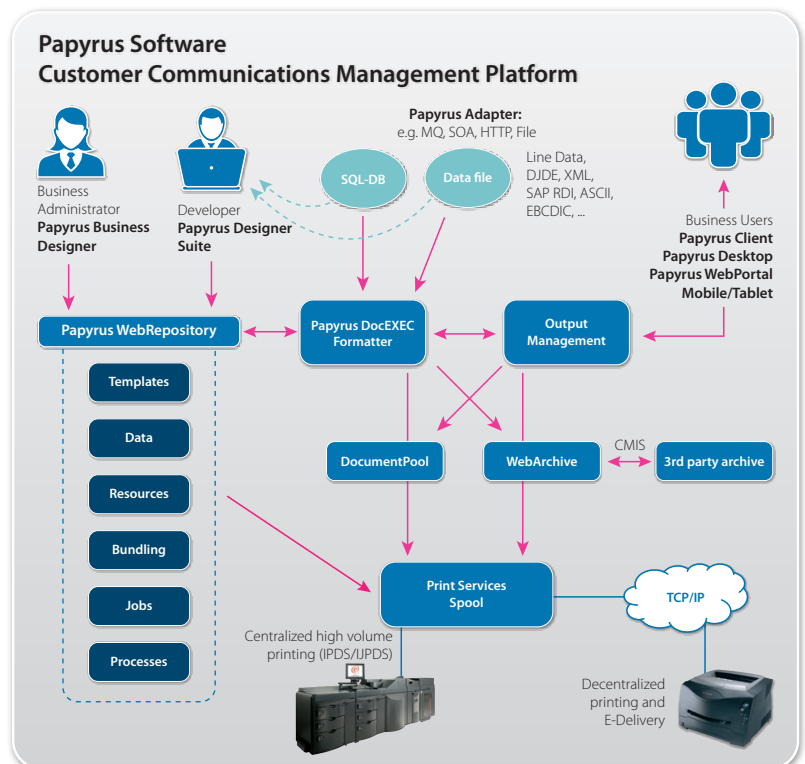 Papyrus Software
Customer Communications Management Platform
Papyrus Adapter:
e.g. MQ, SOA, HTTP, File
SQL-DB
Data file
Line Data,
DJDE, XML,
SAP RDI, ASCII,
EBCDIC, ...
Business
Administrator
Papyrus Business
Designer
Developer
Papyrus Designer
Suite
Business Users
Papyrus Client
Papyrus Desktop
Papyrus WebPortal
Mobile/Tablet
Papyrus WebRepository
Papyrus DocEXEC
Formatter
Output
Management
Templates
Data
Resources
Bundling
Jobs
Processes
DocumentPool
WebArchive
CMIS
3rd party archive
Print Services
Spool
TCP/IP
Centralized high volume
printing (IPDS/IJPDS)
Decentralized
printing and
E-Delivery